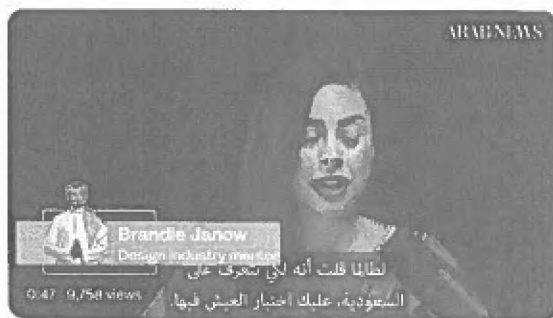 ARAB NEWS
Brandie Janow
Design industry mentor
لطالما قلت أنه لكي تتعرف على
السعودية، عليك اختبار العيش فيها.
0:47 9,758 views